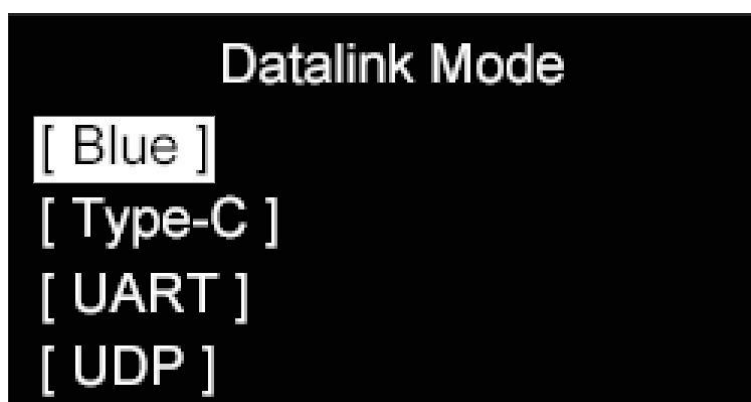 Datalink Mode
[ Blue ]
[ Type-C ]
[ UART ]
[ UDP ]